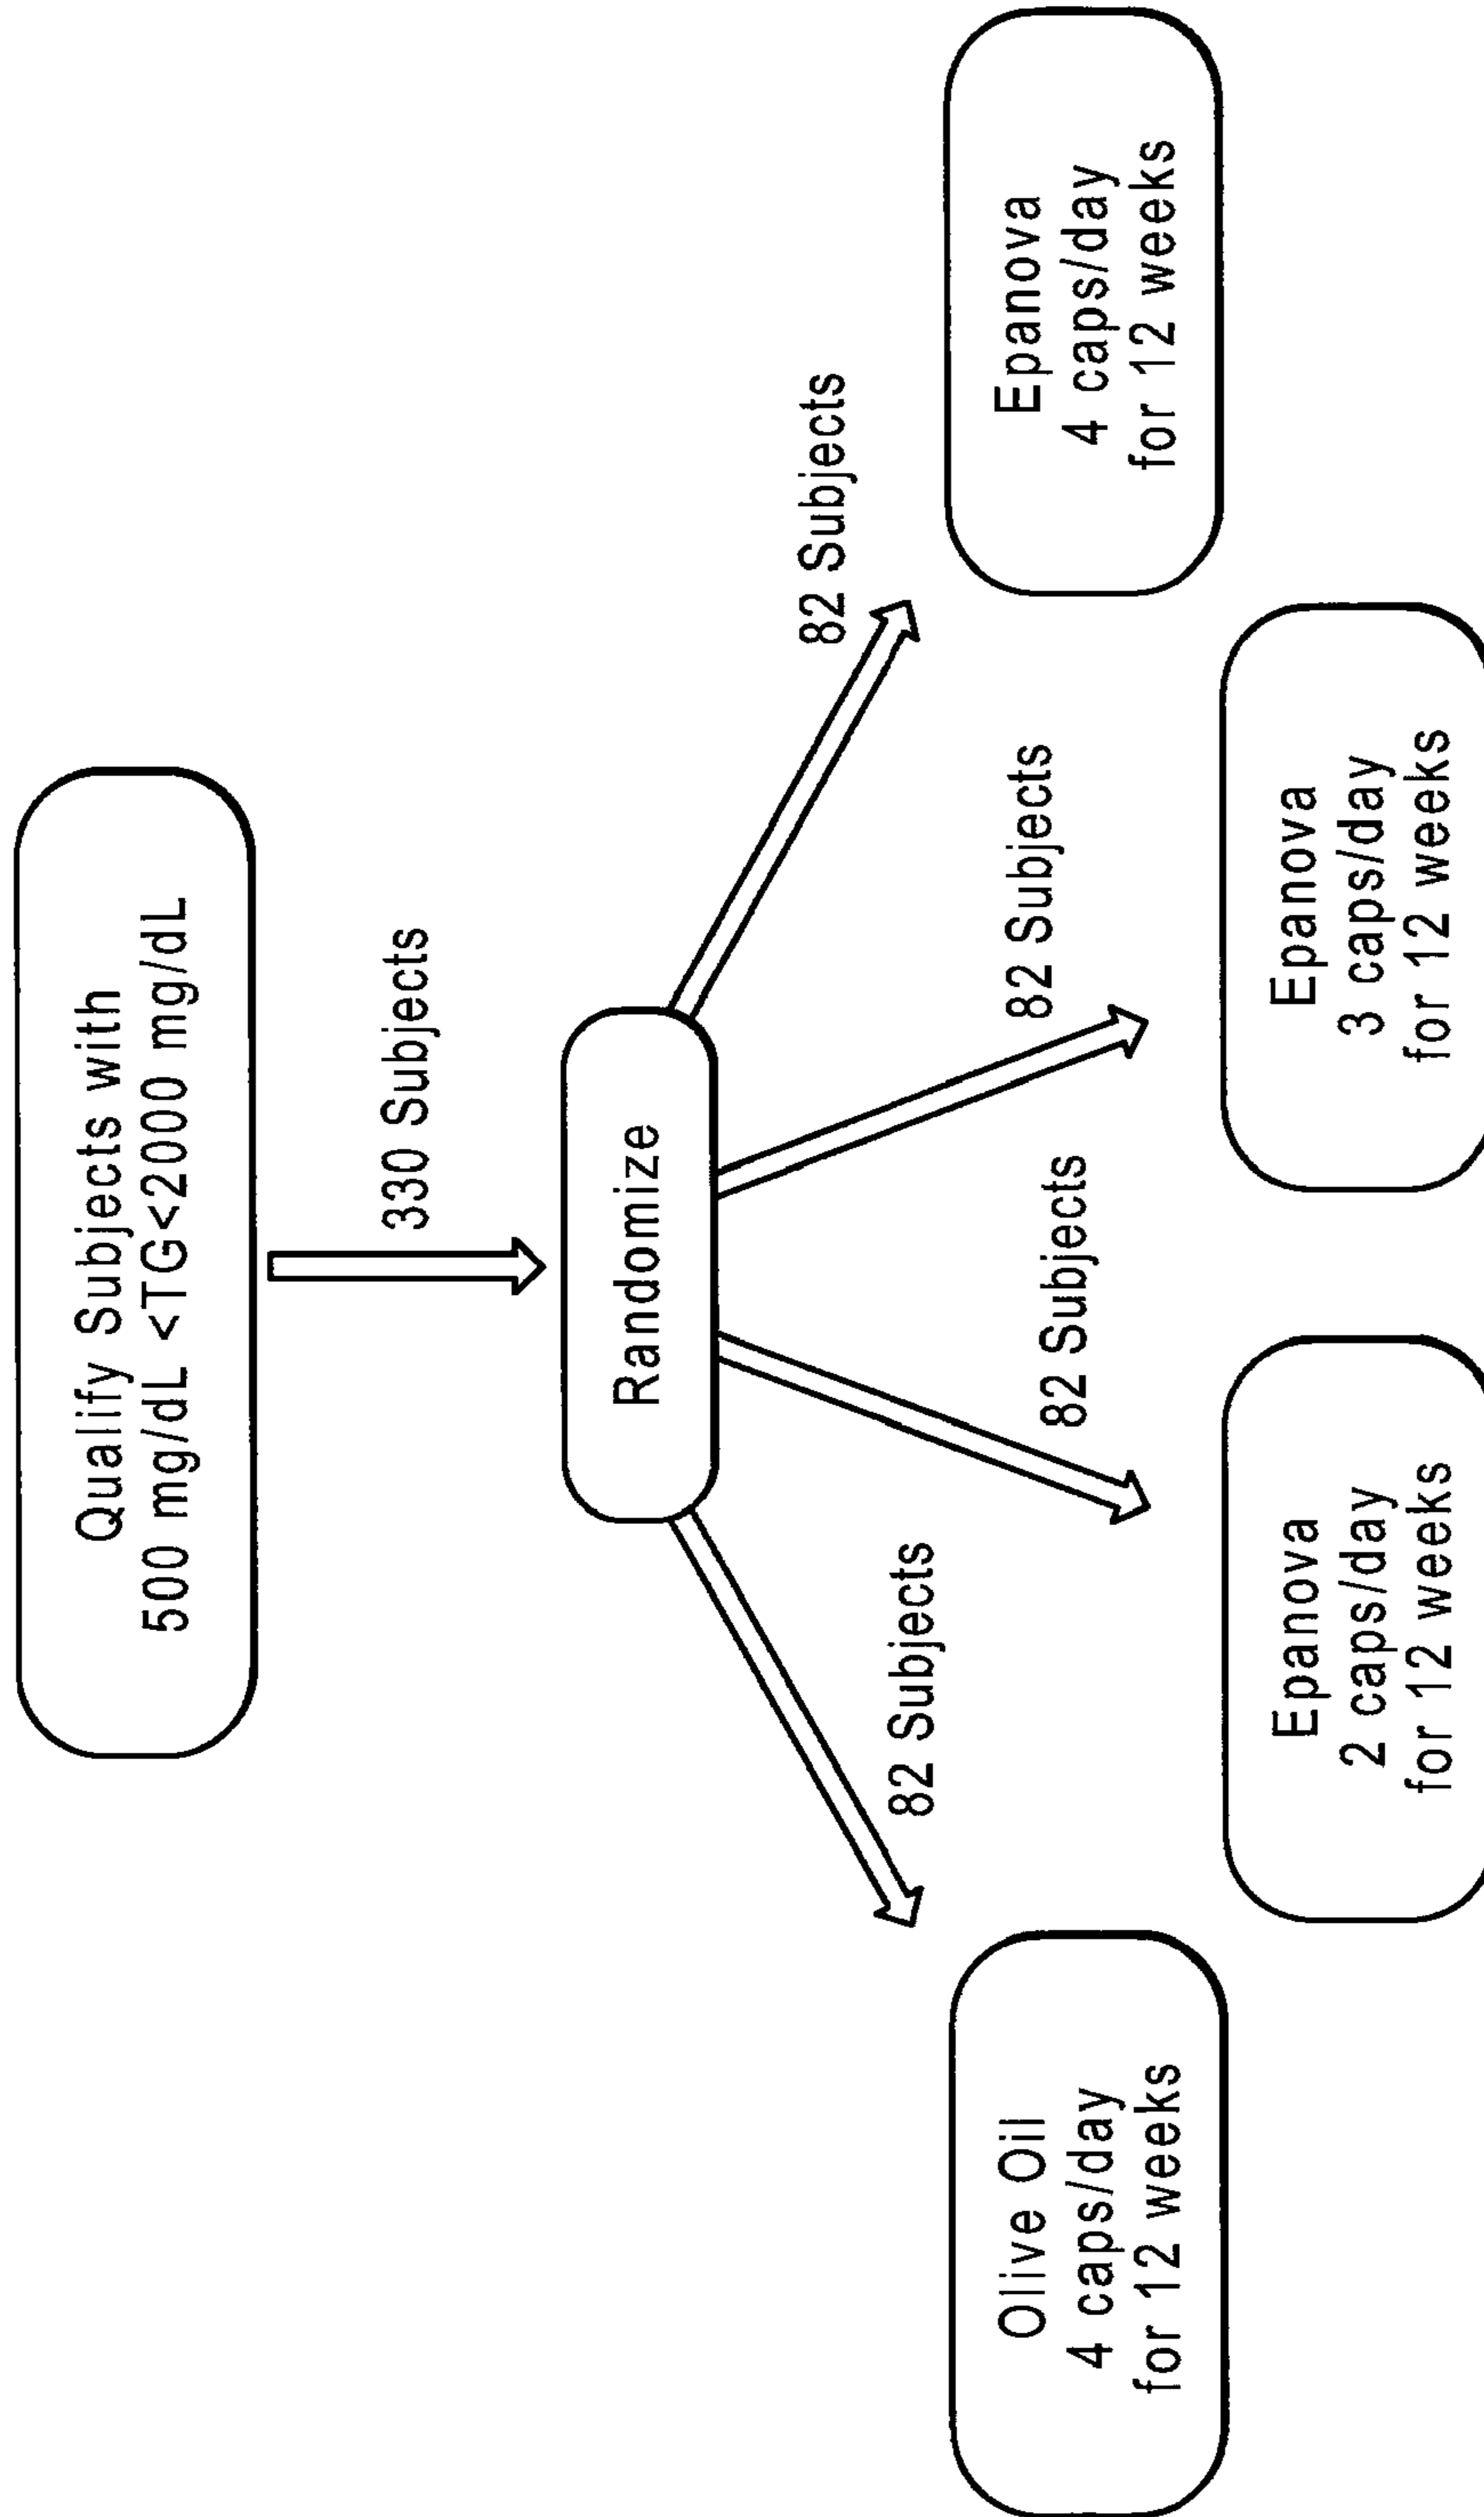 Qualify Subjects with
500 mg/dL <TG<2000 mg/dL
330 Subjects
Randomize
82 Subjects
82 Subjects
82 Subjects
82 Subjects
Olive Oil
4 caps/day
for 12 weeks
Epanova
2 caps/day
for 12 weeks
Epanova
3 caps/day
for 12 weeks
Epanova
4 caps/day
for 12 weeks